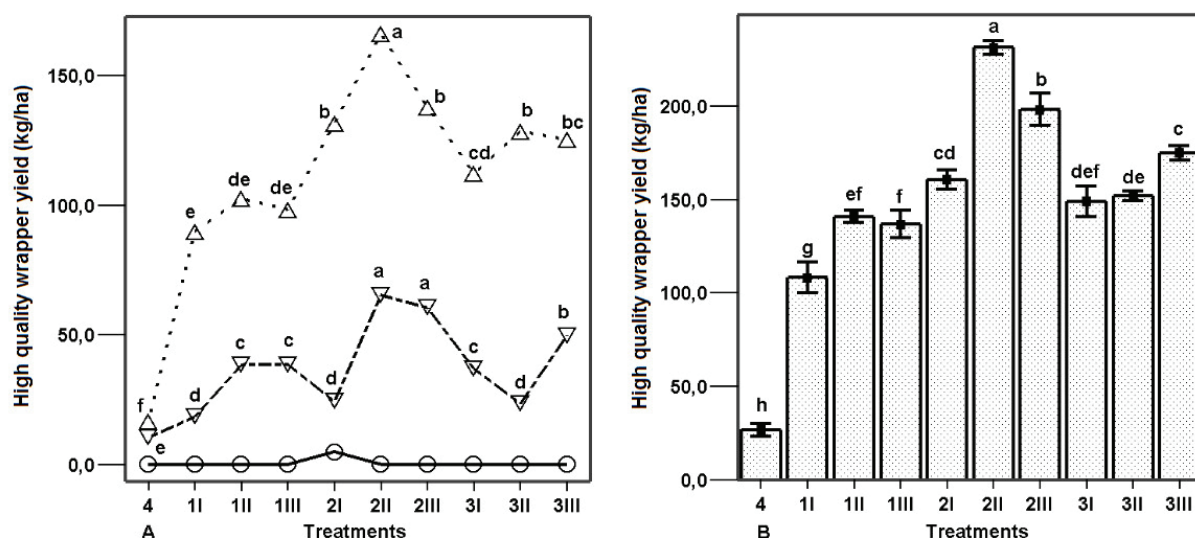 High quality wrapper yield (kg/ha)
150,0
100,0
50,0
0,0
a
b
b
b
bc
cd
de
de
e
f
a
a
b
c
c
c
d
d
d
e
4 1I 1II 1III 2I 2II 2III 3I 3II 3III
A Treatments
High quality wrapper yield (kg/ha)
200,0
150,0
100,0
50,0
0,0
h
g
ef
f
cd
a
b
def
de
c
4 1I 1II 1III 2I 2II 2III 3I 3II 3III
B Treatments